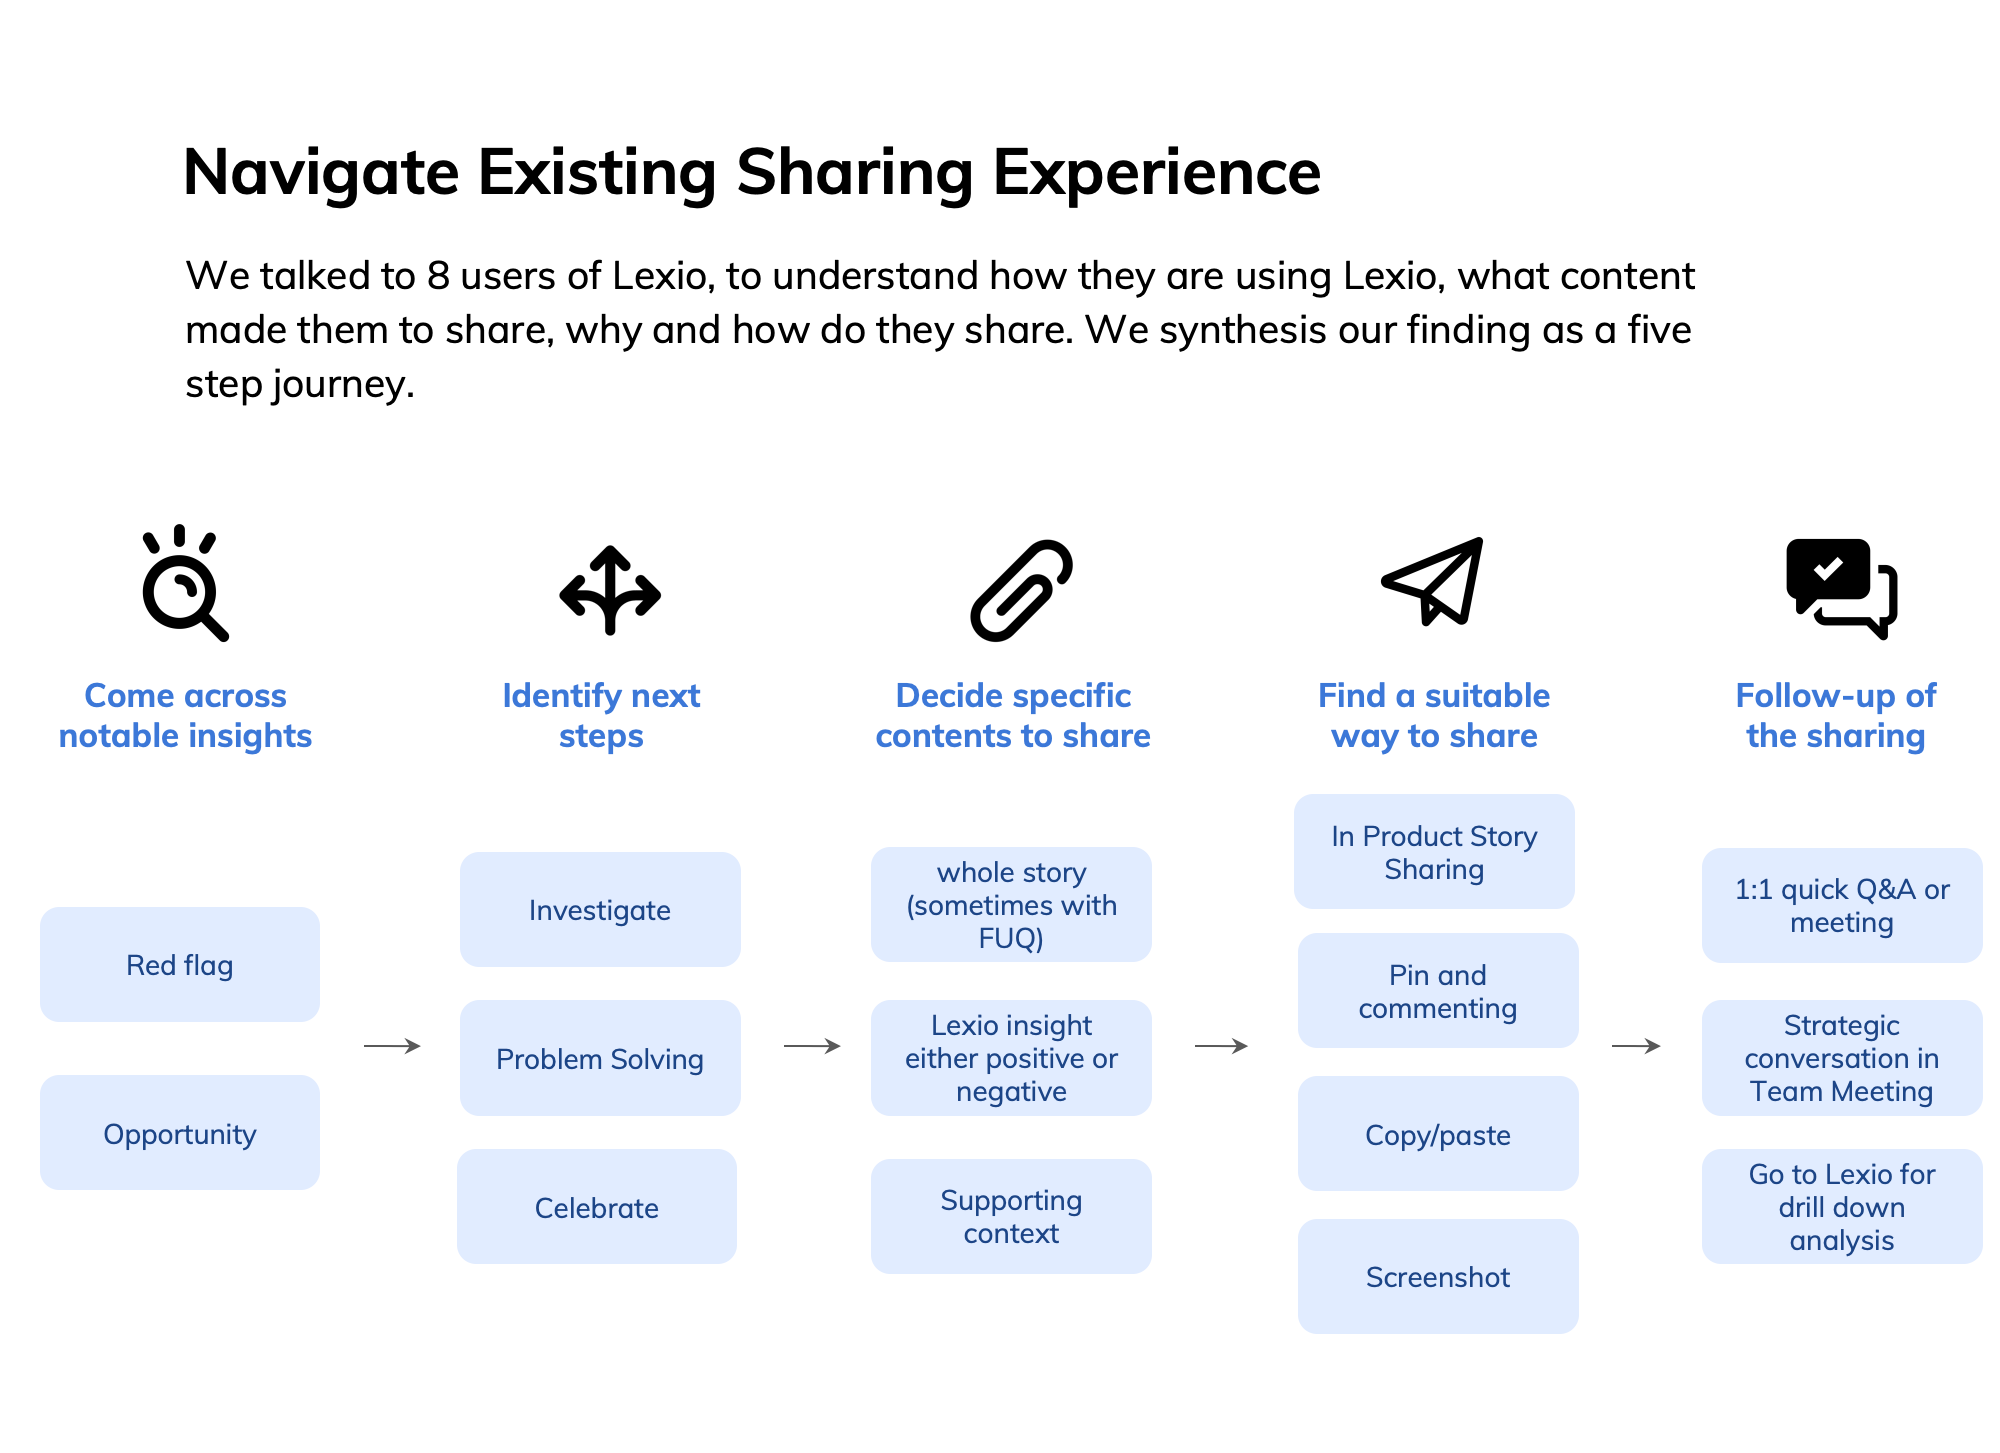 Navigate Existing Sharing Experience
We talked to 8 users of Lexio, to understand how they are using Lexio, what content
made them to share, why and how do they share. We synthesis our finding as a five
step journey.
Come across
notable insights
Red flag
Opportunity
Identify next
steps
Investigate
Problem Solving
Celebrate
Decide specific
contents to share
whole story
(sometimes with
FUQ)
Lexio insight
either positive or
negative
Supporting
context
Find a suitable
way to share
In Product Story
Sharing
Pin and
commenting
Copy/paste
Screenshot
Follow-up of
the sharing
1:1 quick Q&A or
meeting
Strategic
conversation in
Team Meeting
Go to Lexio for
drill down
analysis